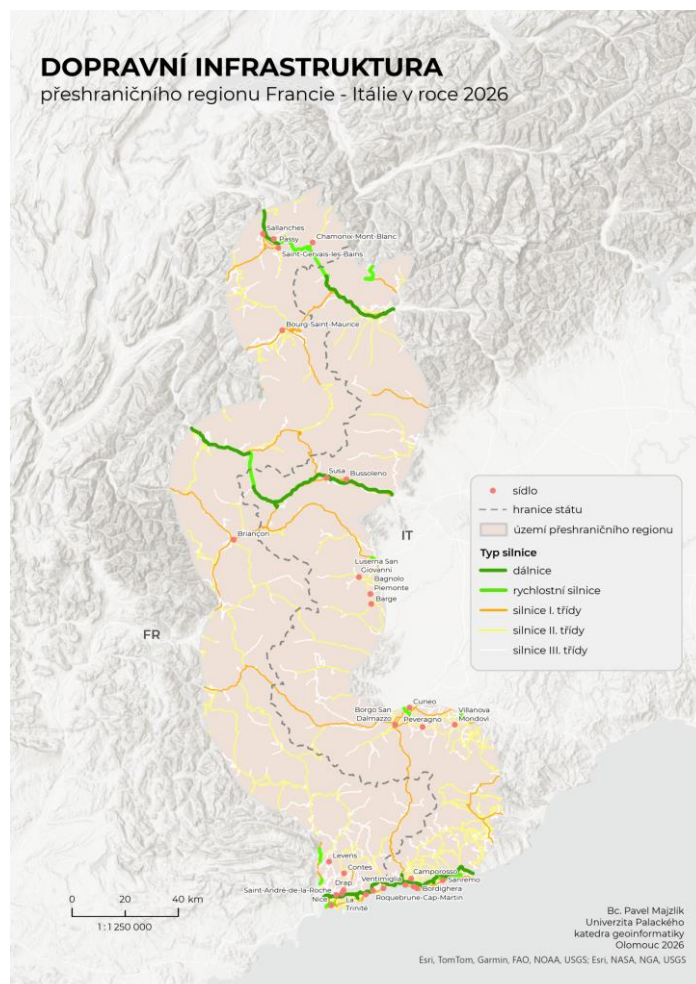 DOPRAVNÍ INFRASTRUKTURA
přeshraničního regionu Francie - Itálie v roce 2026
Sallanches
Passy
Chamonix-Mont-Blanc
Saint-Gervais-les-Bains
Bourg-Saint-Maurice
Susa
Bussoleno
sídlo
hranice státu
území přeshraničního regionu
Typ silnice
dálnice
rychlostní silnice
silnice I. třídy
silnice II. třídy
silnice III. třídy
Briançon
IT
Luserna San
Giovanni
Bagnolo
Piemonte
Barge
FR
Cuneo
Borgo San
Dalmazzo
Peveragno
Villanova
Mondovì
Levens
Contes
Drap
Saint-André-de-la-Roche
Nice
La
Trinité
Ventimiglia
Camporosso
Sanremo
Bordighera
Roquebrune-Cap-Martin
0 20 40 km
1 : 1 250 000
Bc. Pavel Majzlík
Univerzita Palackého
katedra geoinformatiky
Olomouc 2026
Esri, TomTom, Garmin, FAO, NOAA, USGS; Esri, NASA, NGA, USGS